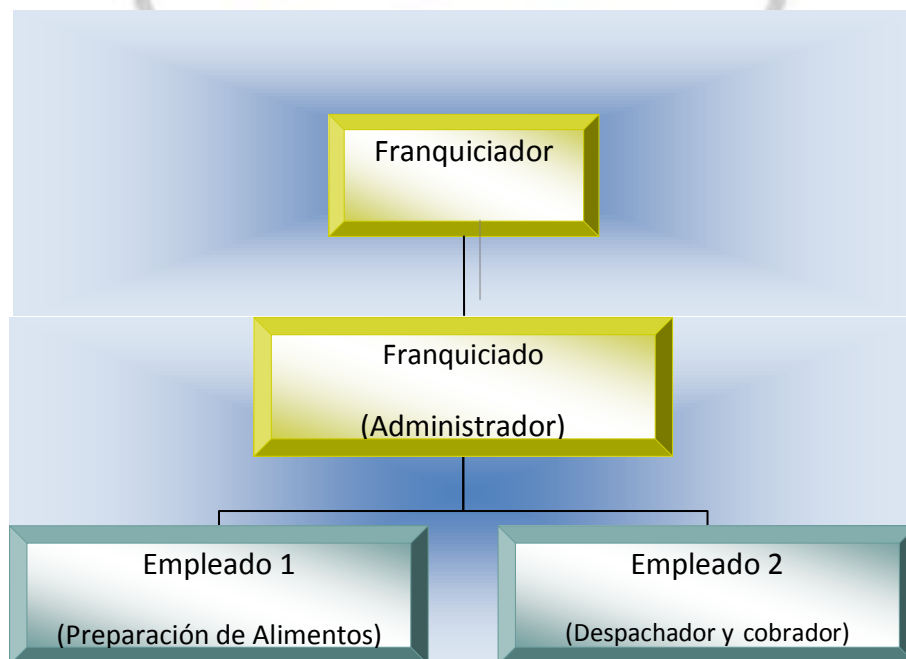 Franquiciador
Franquiciado
(Administrador)
Empleado 1
(Preparación de Alimentos)
Empleado 2
(Despachador y cobrador)